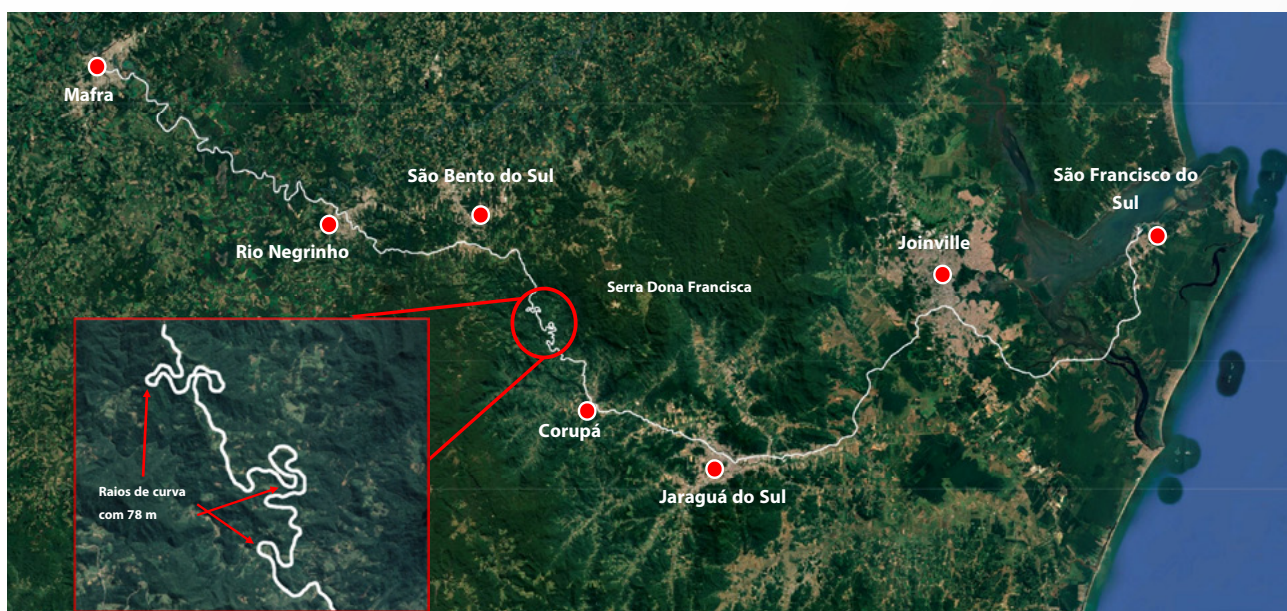 Mafra
São Bento do Sul
São Francisco do
Sul
Rio Negrinho
Joinville
Serra Dona Francisca
Corupá
Jaraguá do Sul
Raios de curva
com 78 m